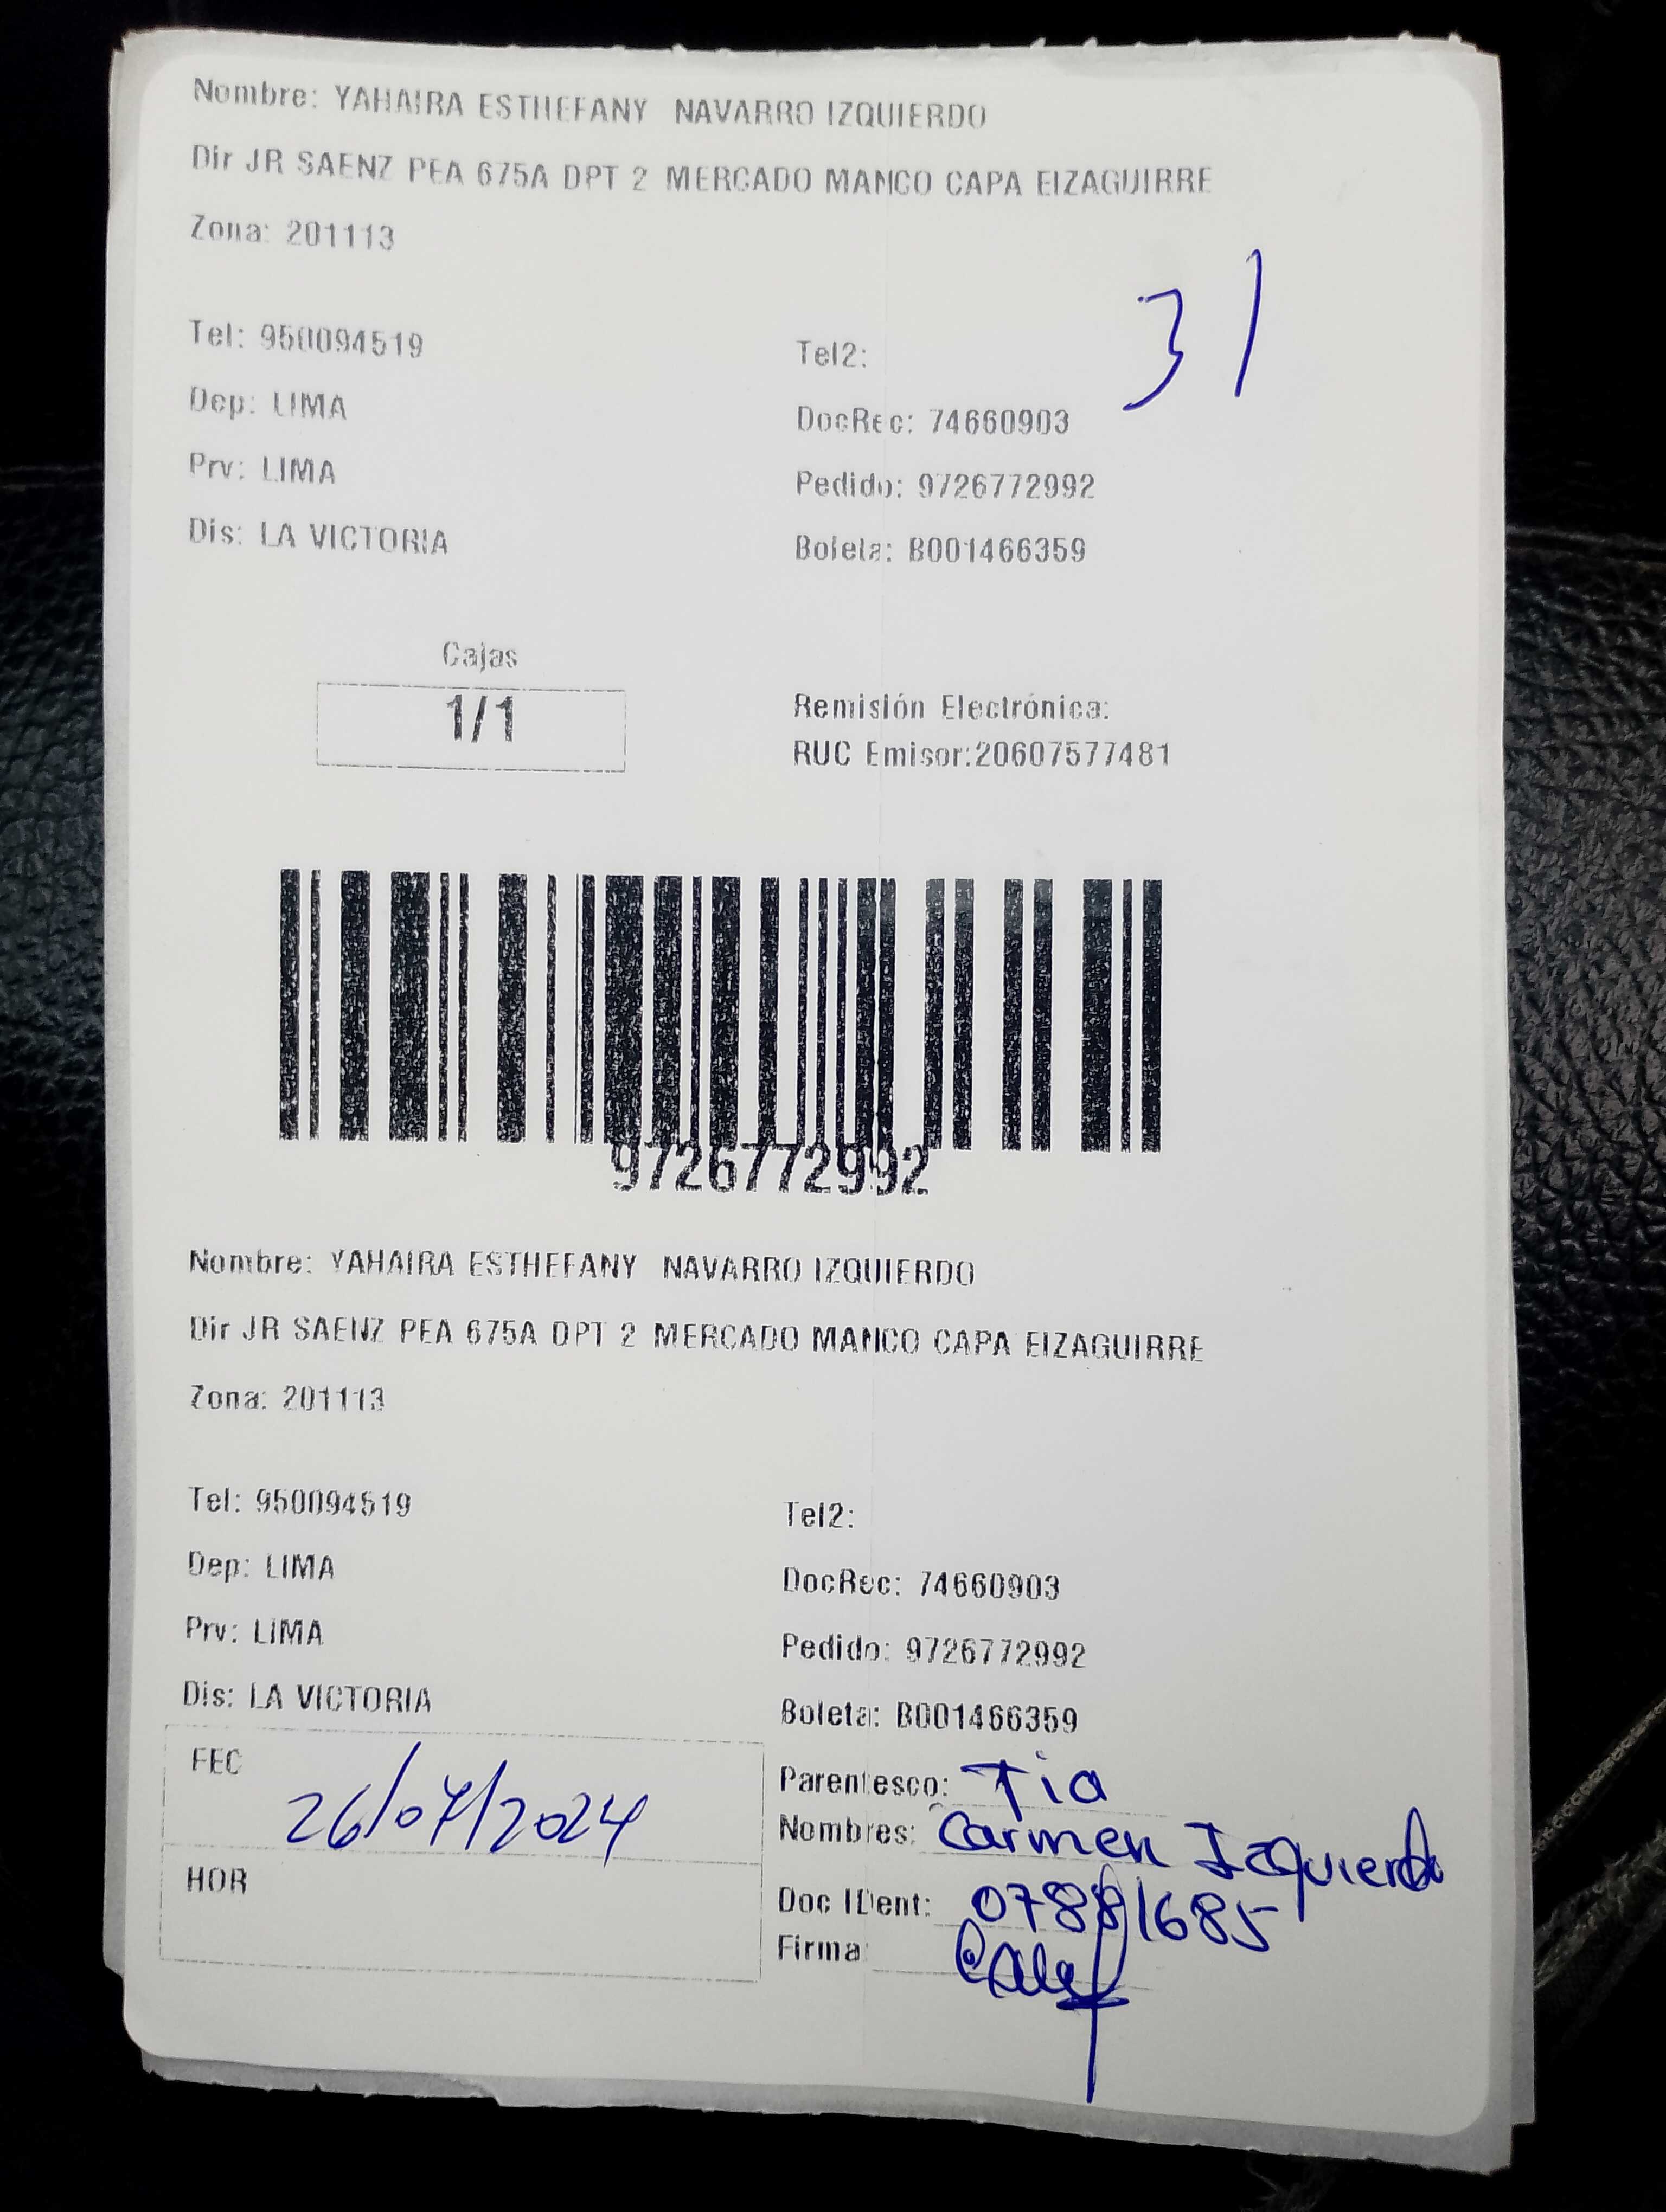 Nombre: YAHAIRA ESTHEFANY NAVARRO IZQUIERDO
Dir JR SAENZ PEA 675A DPT 2 MERCADO MANCO CAPA EIZAGUIRRE
Zona: 201113
31
Tel: 950094519
Tel2:
Dep: LIMA
DocRec: 74660903
Prv: LIMA
Pedido: 9726772992
Dis: LA VICTORIA
Boleta: B001466359
Cajas
1/1
Remisión Electrónica:
RUC Emisor:20607577481
9726772992
Nombre: YAHAIRA ESTHEFANY NAVARRO IZQUIERDO
Dir JR SAENZ PEA 675A DPT 2 MERCADO MANCO CAPA EIZAGUIRRE
Zona: 201113
Tel: 950094519
Tel2:
Dep: LIMA
DocRec: 74660903
Prv: LIMA
Pedido: 9726772992
Dis: LA VICTORIA
Boleta: B001466359
FEC 26/07/2024
Parentesco: Tia
Nombres: Carmen Izquierdo
HOR
Doc IDent: 07881685
Firma: